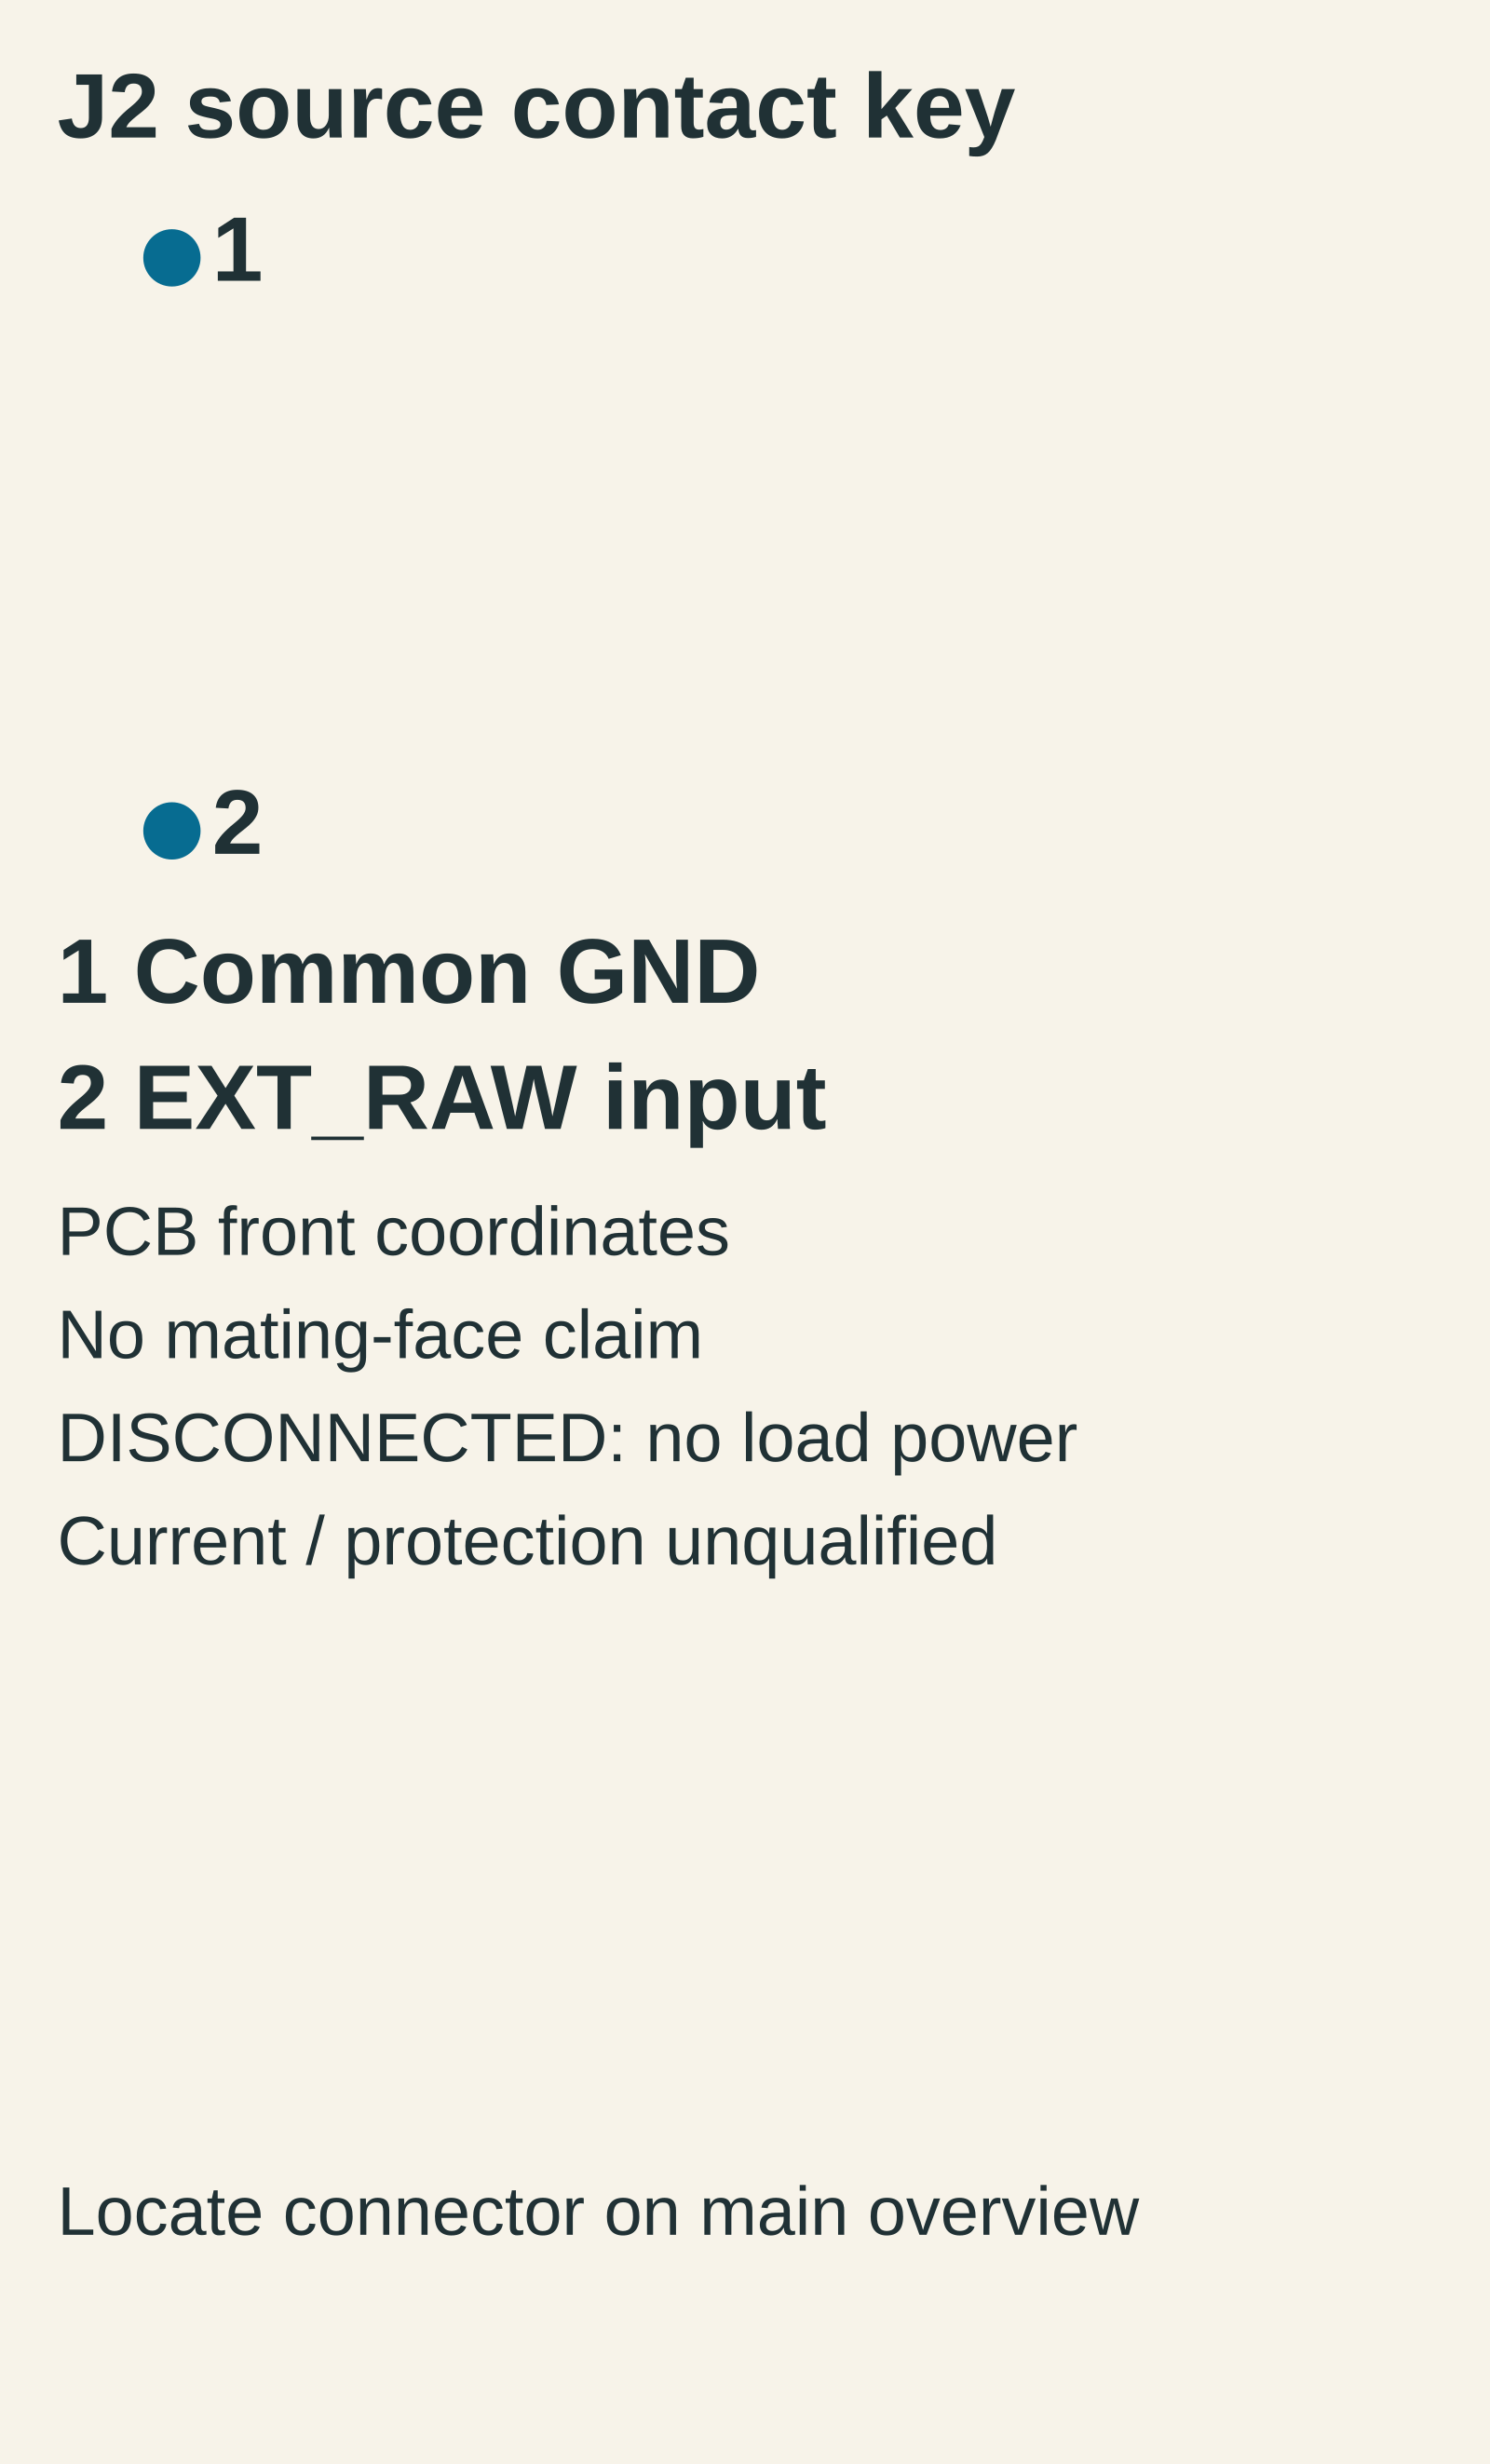 J2 source contact key
1
2
1 Common GND
2 EXT_RAW input
PCB front coordinates
No mating-face claim
DISCONNECTED: no load power
Current / protection unqualified
Locate connector on main overview